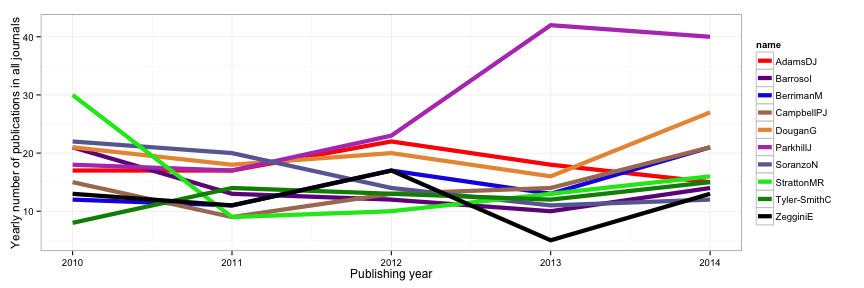 Yearly number of publications in all journals
40
30
20
10
2010
2011
2012
2013
2014
Publishing year
name
AdamsDJ
BarrosoI
BerrimanM
CampbellPJ
DouganG
ParkhillJ
SoranzoN
StrattonMR
Tyler-SmithC
ZegginiE